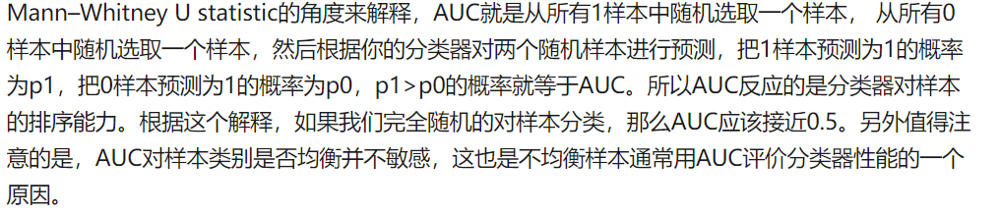 Mann–Whitney U statistic的角度来解释，AUC就是从所有1样本中随机选取一个样本， 从所有0
样本中随机选取一个样本，然后根据你的分类器对两个随机样本进行预测，把1样本预测为1的概率
为p1，把0样本预测为1的概率为p0，p1>p0的概率就等于AUC。所以AUC反应的是分类器对样本
的排序能力。根据这个解释，如果我们完全随机的对样本分类，那么AUC应该接近0.5。另外值得注
意的是，AUC对样本类别是否均衡并不敏感，这也是不均衡样本通常用AUC评价分类器性能的一个
原因。